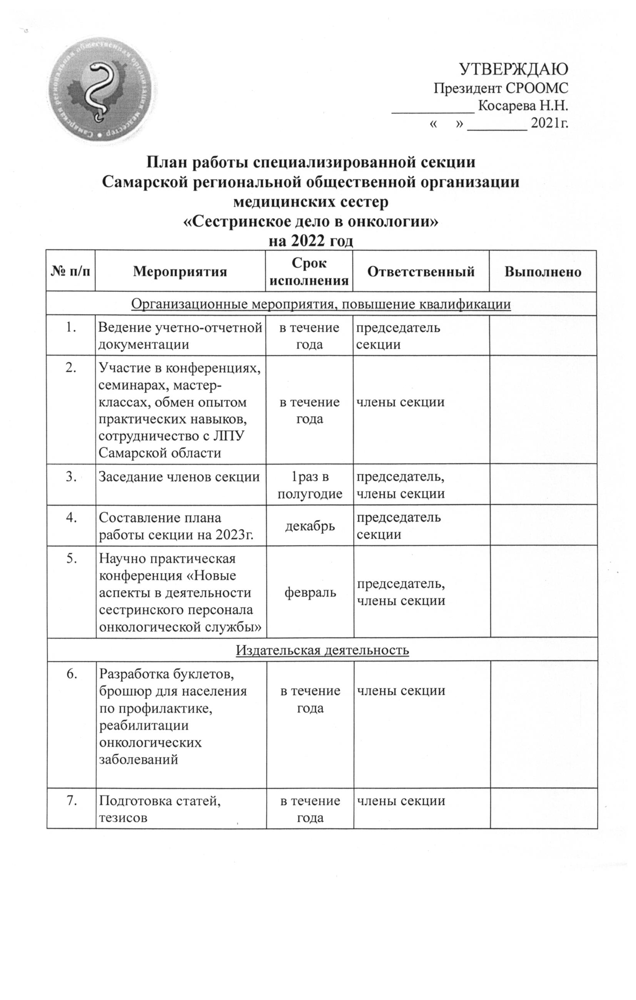 Самарская региональная общественная организация медсестер
УТВЕРЖДАЮ
Президент СРООМС
___________ Косарева Н.Н.
«    » ________ 2021г.
План работы специализированной секции
Самарской региональной общественной организации
медицинских сестер
«Сестринское дело в онкологии»
на 2022 год
№ п/п
Мероприятия
Срок
исполнения
Ответственный
Выполнено
Организационные мероприятия, повышение квалификации
1.
Ведение учетно-отчетной
документации
в течение
года
председатель
секции
2.
Участие в конференциях,
семинарах, мастер-
классах, обмен опытом
практических навыков,
сотрудничество с ЛПУ
Самарской области
в течение
года
члены секции
3.
Заседание членов секции
1раз в
полугодие
председатель,
члены секции
4.
Составление плана
работы секции на 2023г.
декабрь
председатель
секции
5.
Научно практическая
конференция «Новые
аспекты в деятельности
сестринского персонала
онкологической службы»
февраль
председатель,
члены секции
Издательская деятельность
6.
Разработка буклетов,
брошюр для населения
по профилактике,
реабилитации
онкологических
заболеваний
в течение
года
члены секции
7.
Подготовка статей,
тезисов
в течение
года
члены секции